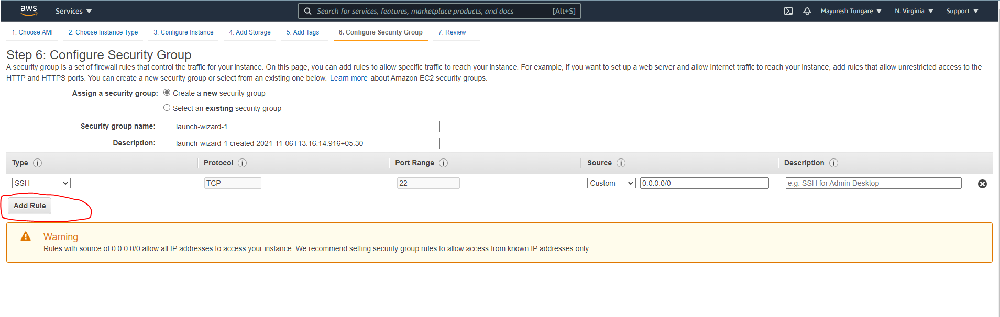 aws Services Search for services, features, marketplace products, and docs [Alt+S] Mayuresh Tungare N. Virginia Support
1. Choose AMI 2. Choose Instance Type 3. Configure Instance 4. Add Storage 5. Add Tags 6. Configure Security Group 7. Review
Step 6: Configure Security Group
A security group is a set of firewall rules that control the traffic for your instance. On this page, you can add rules to allow specific traffic to reach your instance. For example, if you want to set up a web server and allow Internet traffic to reach your instance, add rules that allow unrestricted access to the
HTTP and HTTPS ports. You can create a new security group or select from an existing one below. Learn more about Amazon EC2 security groups.
Assign a security group: Create a new security group
Select an existing security group
Security group name: launch-wizard-1
Description: launch-wizard-1 created 2021-11-06T13:16:14.916+05:30
Type i Protocol i Port Range i Source i Description i
SSH TCP 22 Custom 0.0.0.0/0 e.g. SSH for Admin Desktop
Add Rule
Warning
Rules with source of 0.0.0.0/0 allow all IP addresses to access your instance. We recommend setting security group rules to allow access from known IP addresses only.